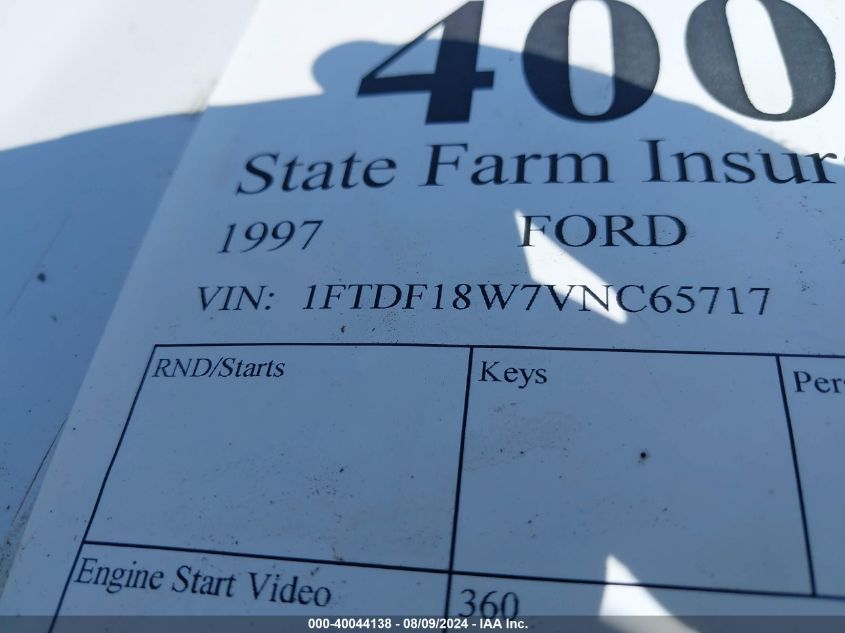 400
State Farm Insur
1997 FORD
VIN: 1FTDF18W7VNC65717
RND/Starts Keys Per
Engine Start Video 360
000-40044138 - 08/09/2024 - IAA Inc.